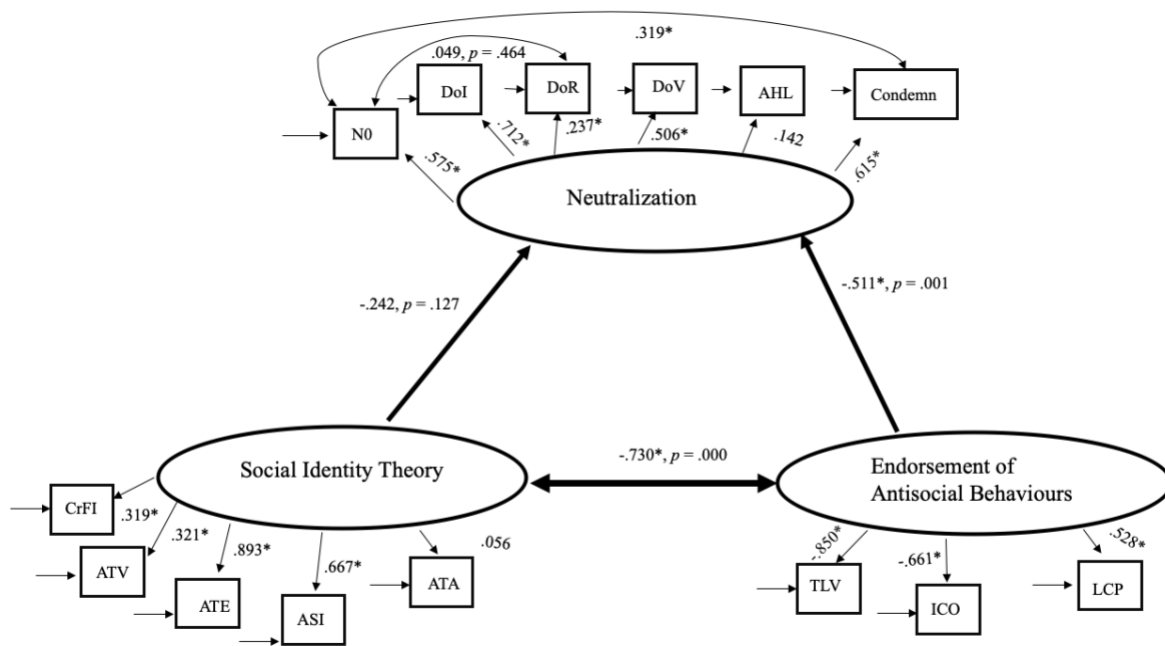 .319*
.049, p = .464
DoI
DoR
DoV
AHL
Condemn
N0
.575*
.712*
.237*
.506*
.142
.615*
Neutralization
-.242, p = .127
-.511*, p = .001
Social Identity Theory
-.730*, p = .000
Endorsement of
Antisocial Behaviours
CrFI
.319*
ATV
.321*
ATE
.893*
ASI
.667*
ATA
.056
TLV
-.850*
ICO
-.661*
LCP
.528*